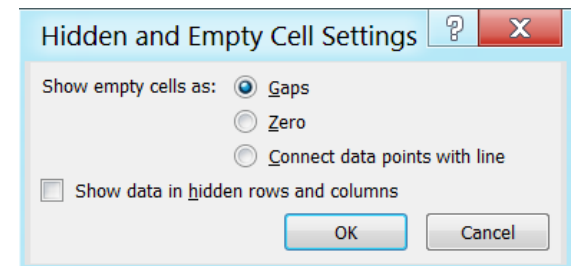 Hidden and Empty Cell Settings ? X
Show empty cells as: Gaps
Zero
Connect data points with line
Show data in hidden rows and columns
OK Cancel